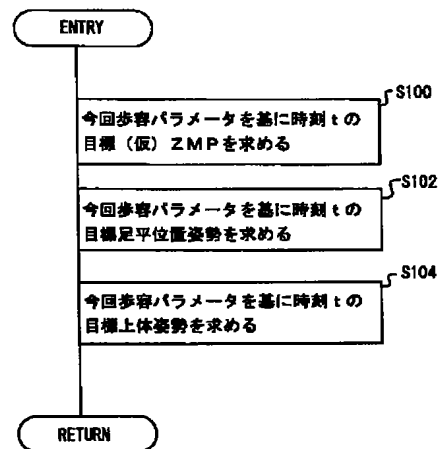 ENTRY
S100
今回歩容パラメータを基に時刻tの
目標(仮)ZMPを求める
S102
今回歩容パラメータを基に時刻tの
目標足平位置姿勢を求める
S104
今回歩容パラメータを基に時刻tの
目標上体姿勢を求める
RETURN